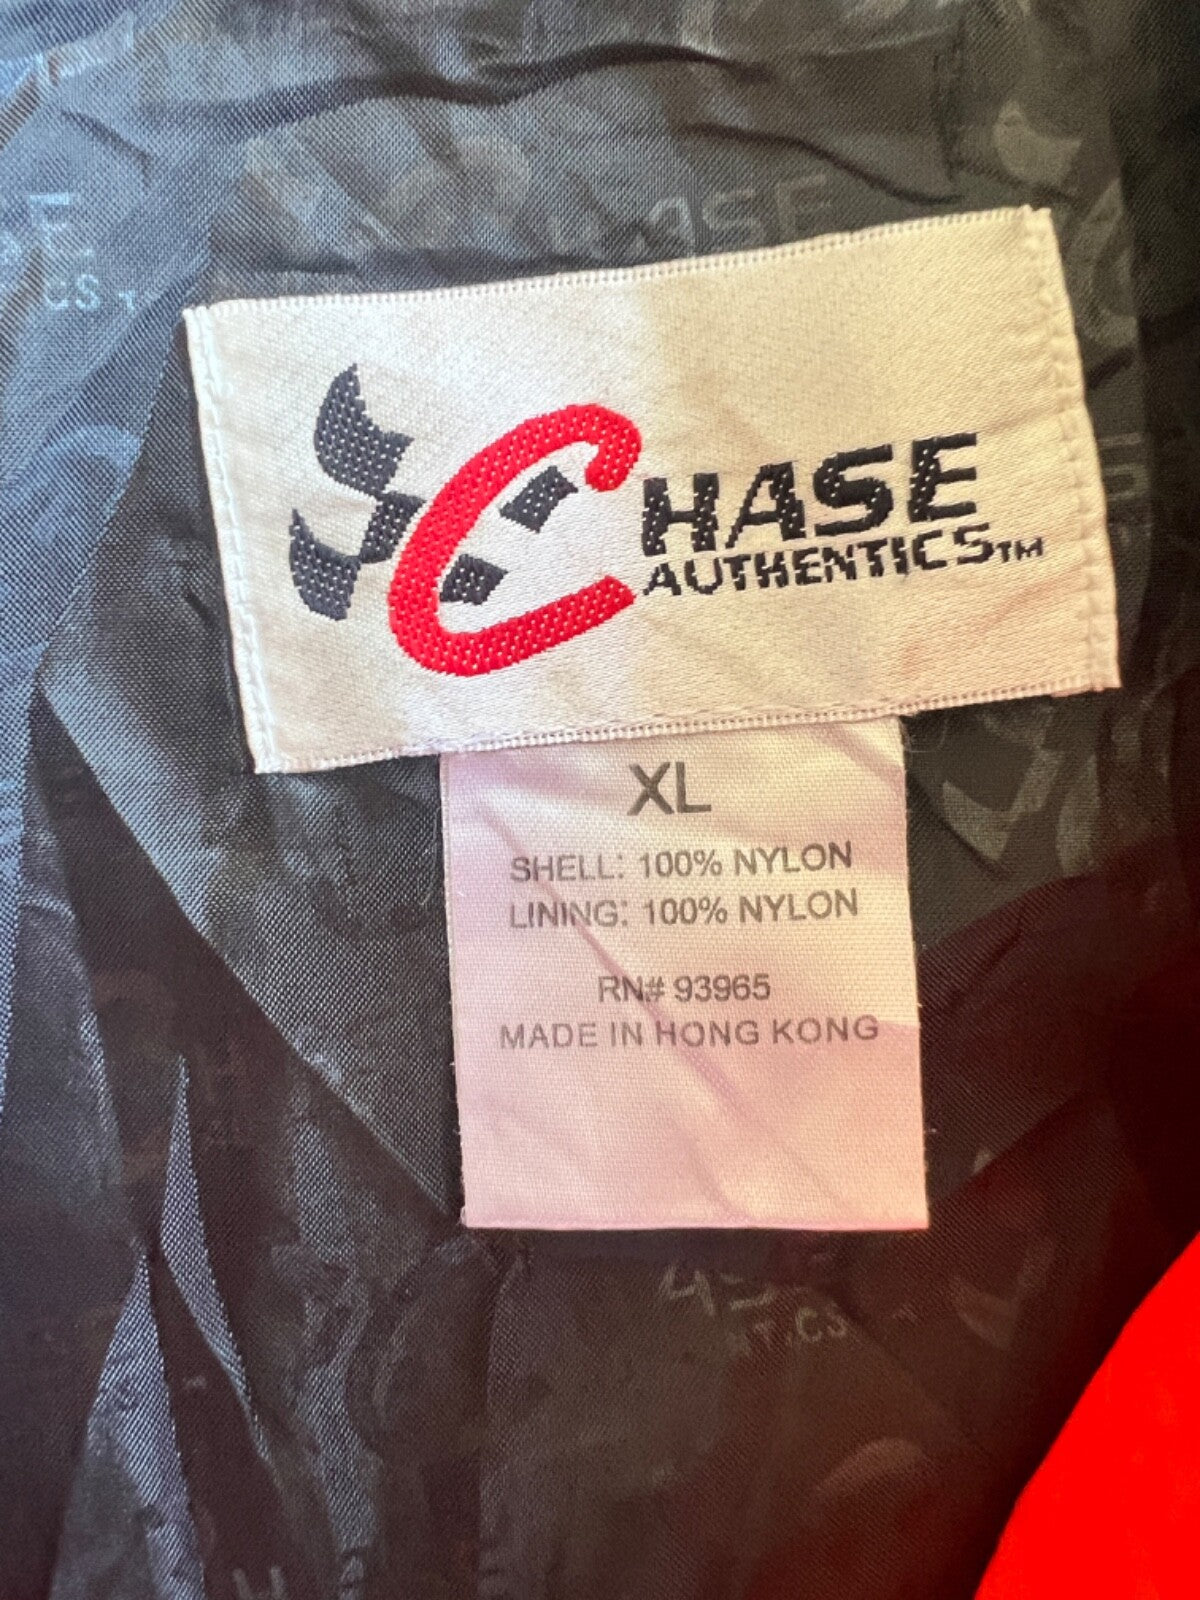 CHASE
AUTHENTICS™
XL
SHELL: 100% NYLON
LINING: 100% NYLON
RN# 93965
MADE IN HONG KONG